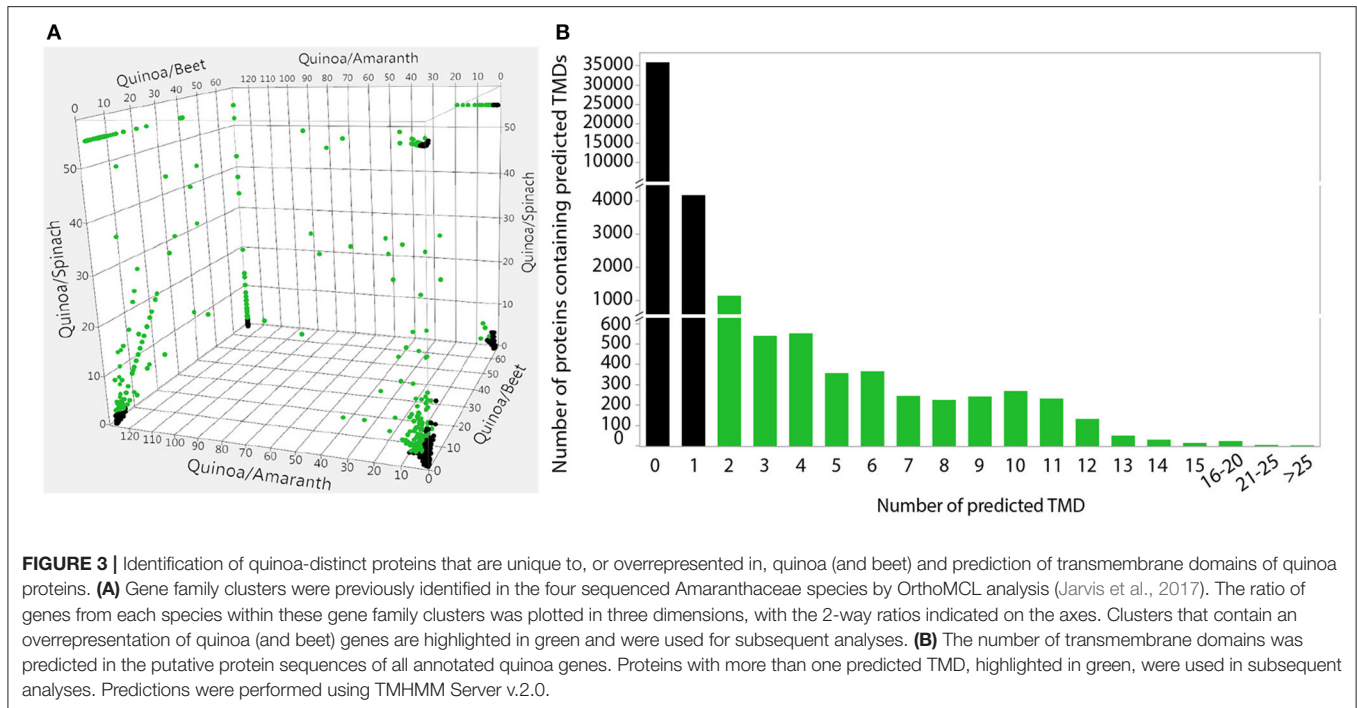 A
B
Quinoa/Beet
Quinoa/Amaranth
0 10 20 30 40 50 60
120 110 100 90 80 70 60 50 40 30 20 10 0
Quinoa/Spinach
50
40
30
20
10
0
50
40
30
20
10
0
Quinoa/Spinach
60
50
40
30
20
10
0
Quinoa/Beet
120 110 100 90 80 70 60 50 40 30 20 10 0
Quinoa/Amaranth
Number of proteins containing predicted TMDs
35000
30000
25000
20000
15000
10000
4000
3000
2000
1000
600
500
400
300
200
100
0
0 1 2 3 4 5 6 7 8 9 10 11 12 13 14 15 16-20 21-25 >25
Number of predicted TMD
FIGURE 3 | Identification of quinoa-distinct proteins that are unique to, or overrepresented in, quinoa (and beet) and prediction of transmembrane domains of quinoa
proteins. (A) Gene family clusters were previously identified in the four sequenced Amaranthaceae species by OrthoMCL analysis (Jarvis et al., 2017). The ratio of
genes from each species within these gene family clusters was plotted in three dimensions, with the 2-way ratios indicated on the axes. Clusters that contain an
overrepresentation of quinoa (and beet) genes are highlighted in green and were used for subsequent analyses. (B) The number of transmembrane domains was
predicted in the putative protein sequences of all annotated quinoa genes. Proteins with more than one predicted TMD, highlighted in green, were used in subsequent
analyses. Predictions were performed using TMHMM Server v.2.0.